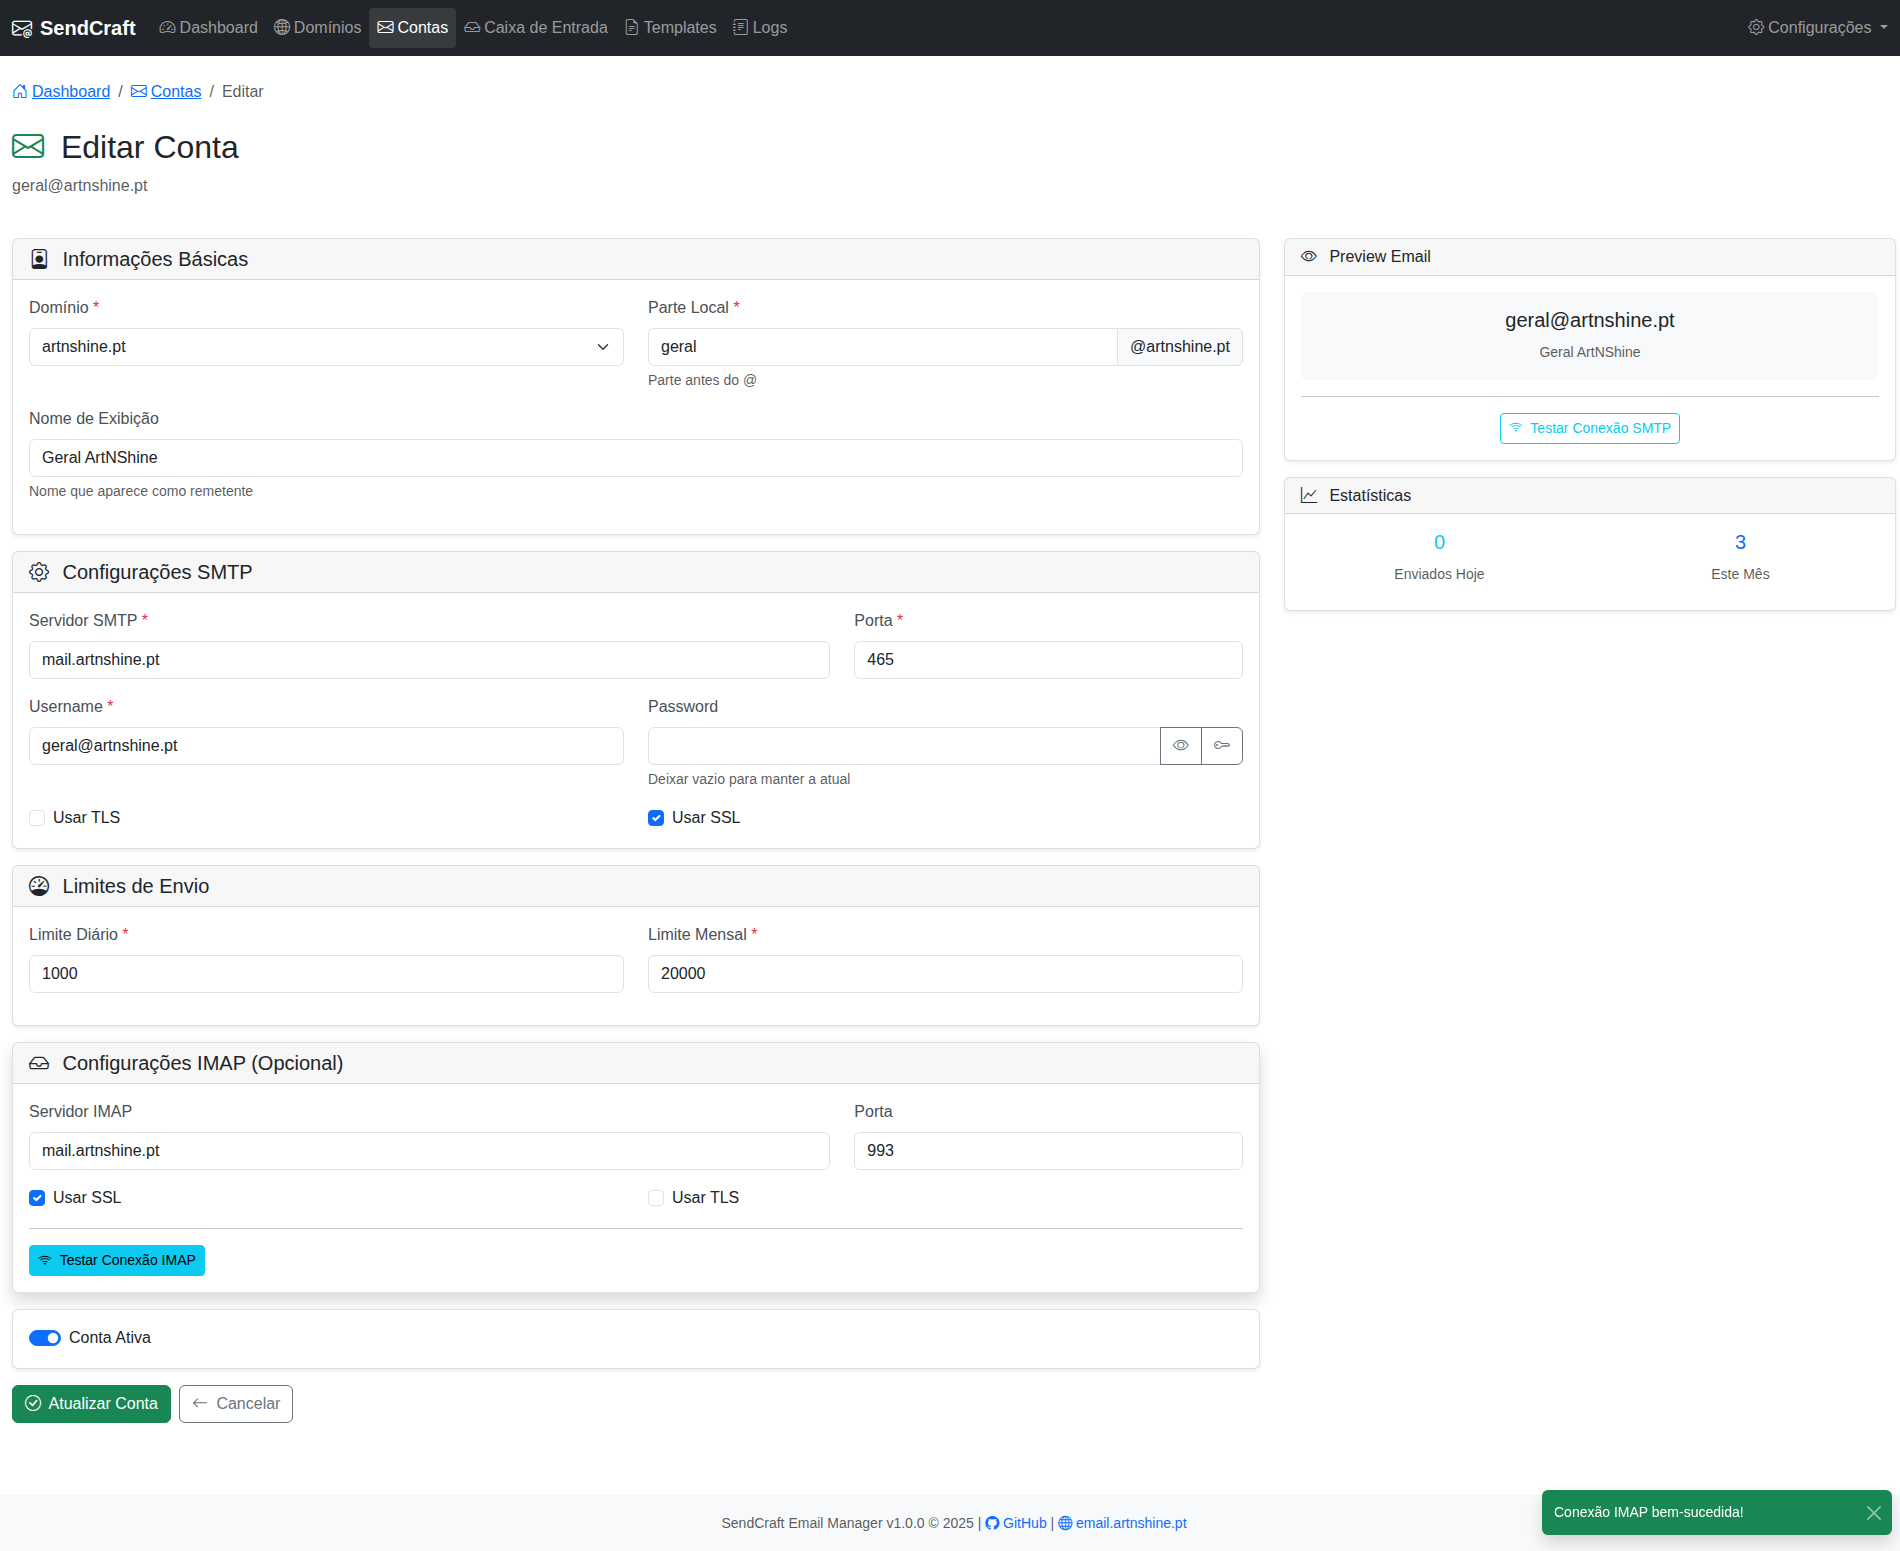 SendCraft Dashboard Domínios Contas Caixa de Entrada Templates Logs Configurações
Dashboard / Contas / Editar
Editar Conta
geral@artnshine.pt
Informações Básicas
Domínio *
artnshine.pt
Parte Local *
geral @artnshine.pt
Parte antes do @
Nome de Exibição
Geral ArtNShine
Nome que aparece como remetente
Configurações SMTP
Servidor SMTP *
mail.artnshine.pt
Porta *
465
Username *
geral@artnshine.pt
Password
Deixar vazio para manter a atual
Usar TLS
Usar SSL
Limites de Envio
Limite Diário *
1000
Limite Mensal *
20000
Configurações IMAP (Opcional)
Servidor IMAP
mail.artnshine.pt
Porta
993
Usar SSL
Usar TLS
Testar Conexão IMAP
Conta Ativa
Atualizar Conta
Cancelar
Preview Email
geral@artnshine.pt
Geral ArtNShine
Testar Conexão SMTP
Estatísticas
0
Enviados Hoje
3
Este Mês
SendCraft Email Manager v1.0.0 © 2025 | GitHub | email.artnshine.pt
Conexão IMAP bem-sucedida!